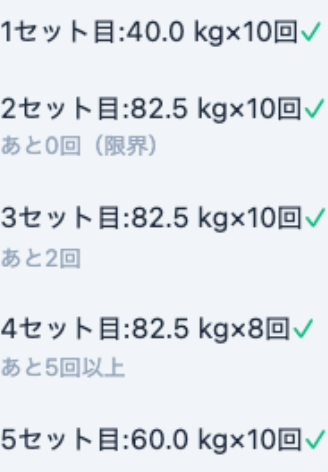 1セット目:40.0 kg×10回✓
2セット目:82.5 kg×10回✓
あと0回（限界）
3セット目:82.5 kg×10回✓
あと2回
4セット目:82.5 kg×8回✓
あと5回以上
5セット目:60.0 kg×10回✓